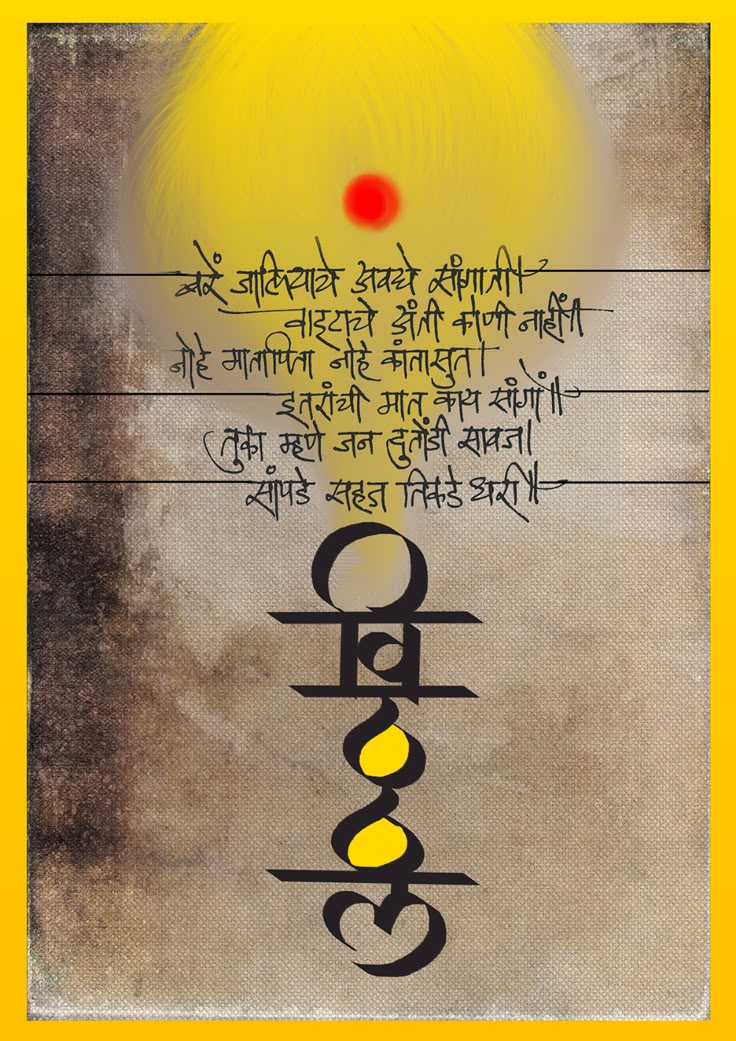 बरें जालियाचे अवघे सांगाती।
वाइटाचे अंती कोणी नाहीं॥
नोहे मातापिता नोहे कांतासुत।
इतरांची मात काय सांगों॥
तुका म्हणे जन दुतोंडी सावज।
सांपडे सहज तिकडे धरी॥
विठ्ठल